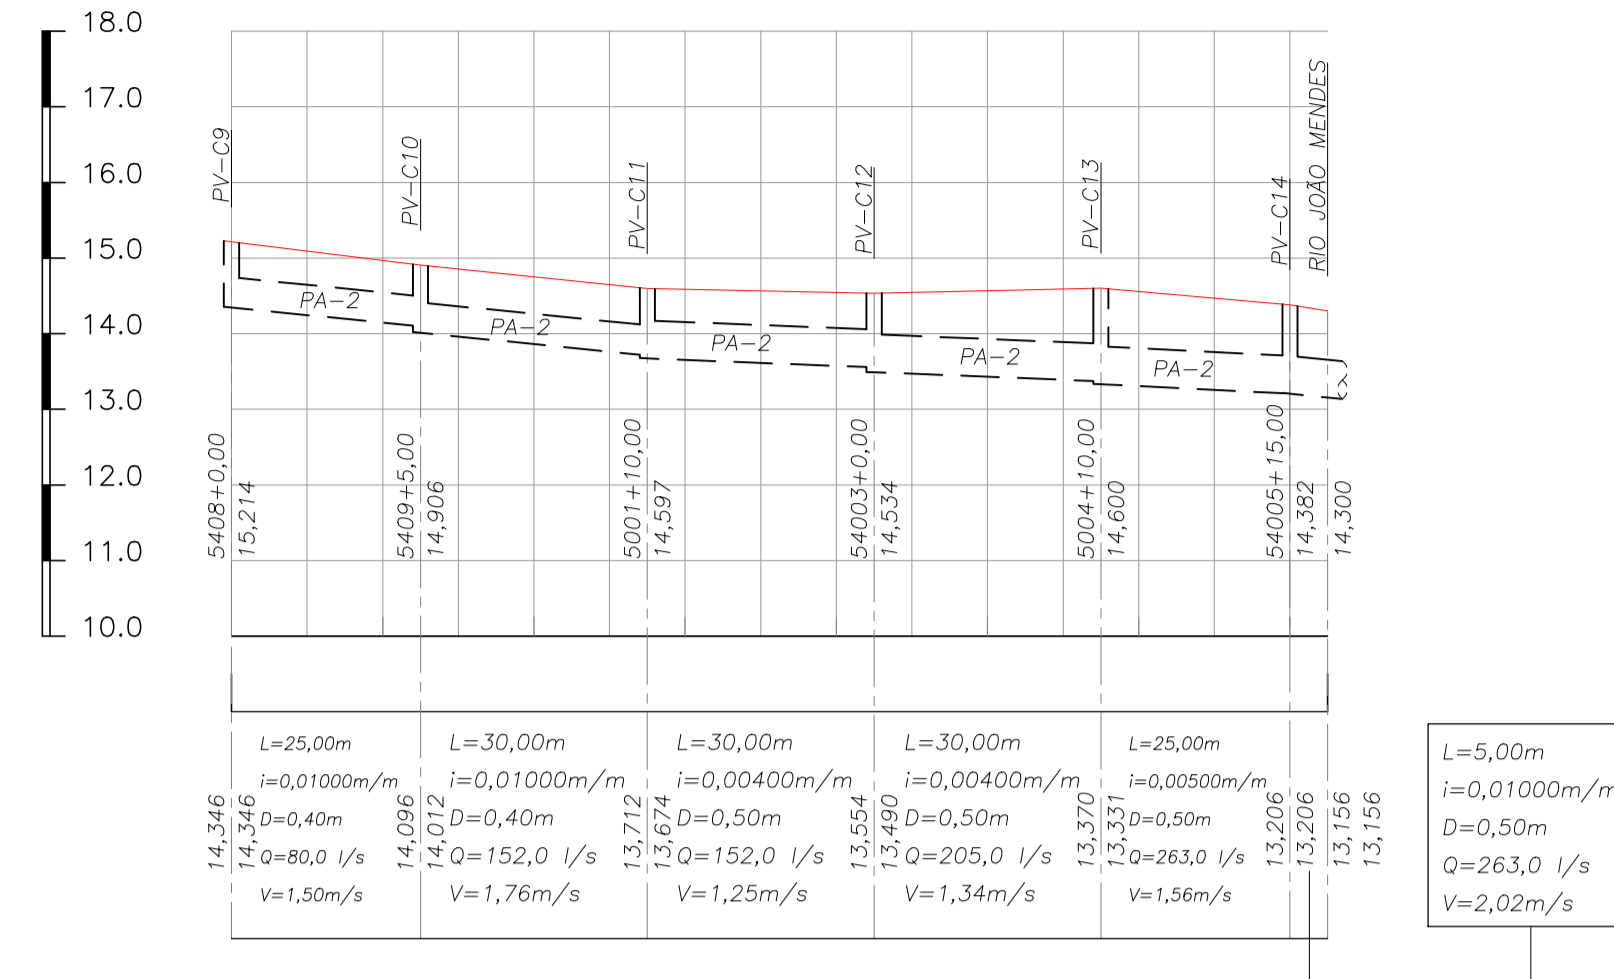 18.0
17.0
16.0
15.0
14.0
13.0
12.0
11.0
10.0
PV-C9
PV-C10
PV-C11
PV-C12
PV-C13
PV-C14
RIO JOÃO MENDES
PA-2
PA-2
PA-2
PA-2
PA-2
5408+0,00
15,214
5409+5,00
14,906
5001+10,00
14,597
54003+0,00
14,534
5004+10,00
14,600
54005+15,00
14,382
14,300
L=25,00m
i=0,01000m/m
D=0,40m
Q=80,0 l/s
V=1,50m/s
L=30,00m
i=0,01000m/m
D=0,40m
Q=152,0 l/s
V=1,76m/s
L=30,00m
i=0,00400m/m
D=0,50m
Q=152,0 l/s
V=1,25m/s
L=30,00m
i=0,00400m/m
D=0,50m
Q=205,0 l/s
V=1,34m/s
L=25,00m
i=0,00500m/m
D=0,50m
Q=263,0 l/s
V=1,56m/s
L=5,00m
i=0,01000m/m
D=0,50m
Q=263,0 l/s
V=2,02m/s
14,346
14,346
14,096
14,012
13,712
13,674
13,554
13,490
13,370
13,331
13,206
13,206
13,156
13,156